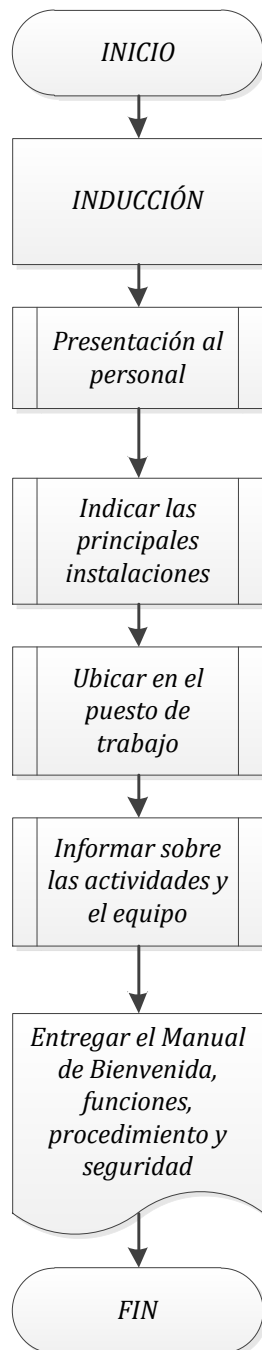 INICIO
INDUCCIÓN
Presentación al
personal
Indicar las
principales
instalaciones
Ubicar en el
puesto de
trabajo
Informar sobre
las actividades y
el equipo
Entregar el Manual
de Bienvenida,
funciones,
procedimiento y
seguridad
FIN